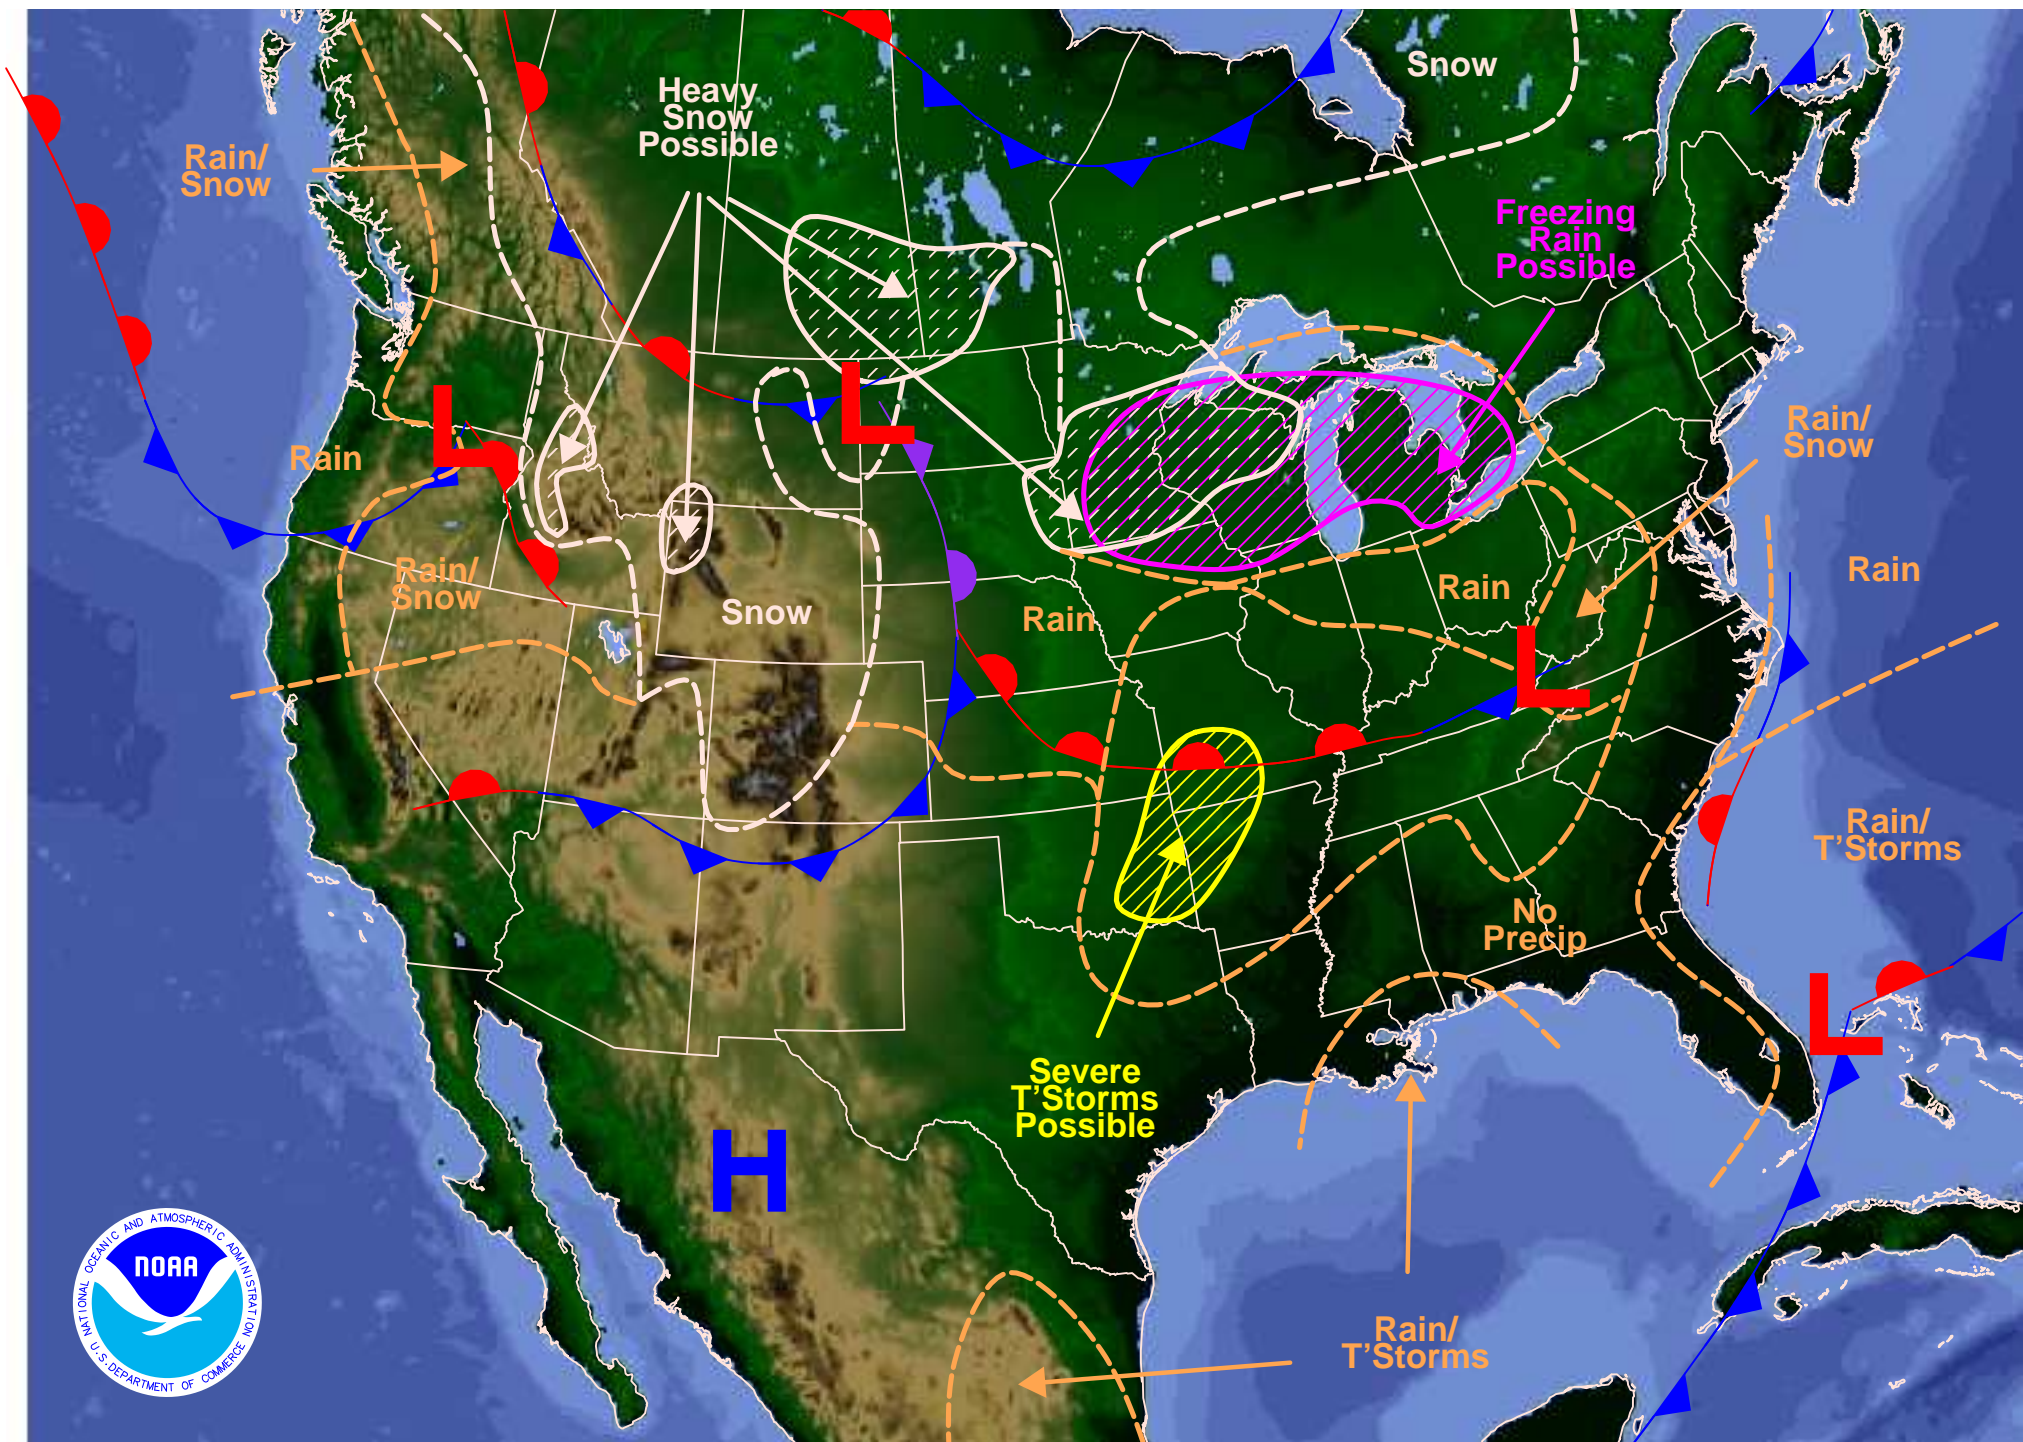 Snow
Heavy
Snow
Possible
Rain/
Snow
Freezing
Rain
Possible
L
L
Rain/
Snow
Rain
Rain/
Snow
Rain
Rain
Snow
Rain
L
Rain/
T'Storms
No
Precip
L
Severe
T'Storms
Possible
H
Rain/
T'Storms
NATIONAL OCEANIC AND ATMOSPHERIC ADMINISTRATION
NOAA
U.S. DEPARTMENT OF COMMERCE